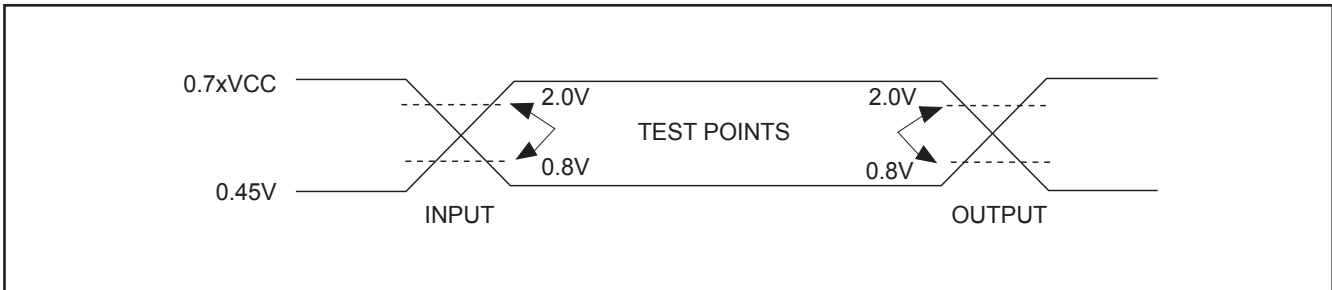 0.7xVCC
2.0V
2.0V
TEST POINTS
0.8V
0.8V
0.45V
INPUT
OUTPUT